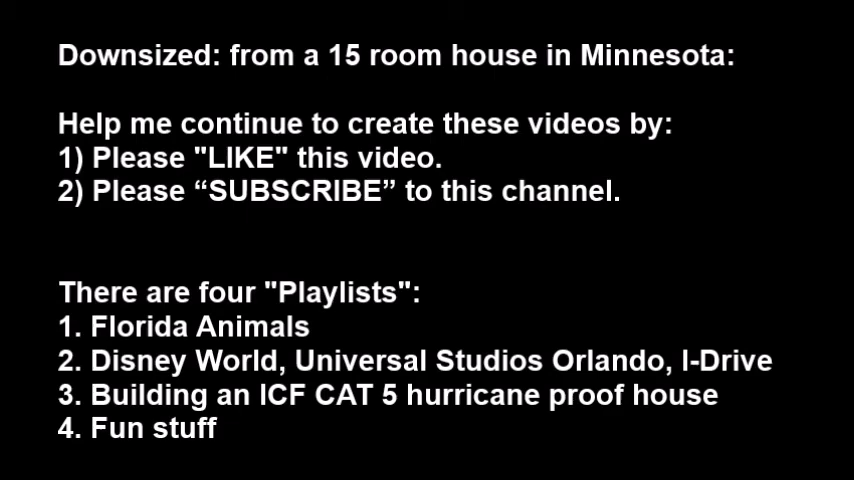 Downsized: from a 15 room house in Minnesota:
Help me continue to create these videos by:
1) Please "LIKE" this video.
2) Please “SUBSCRIBE” to this channel.
There are four "Playlists":
1. Florida Animals
2. Disney World, Universal Studios Orlando, I-Drive
3. Building an ICF CAT 5 hurricane proof house
4. Fun stuff